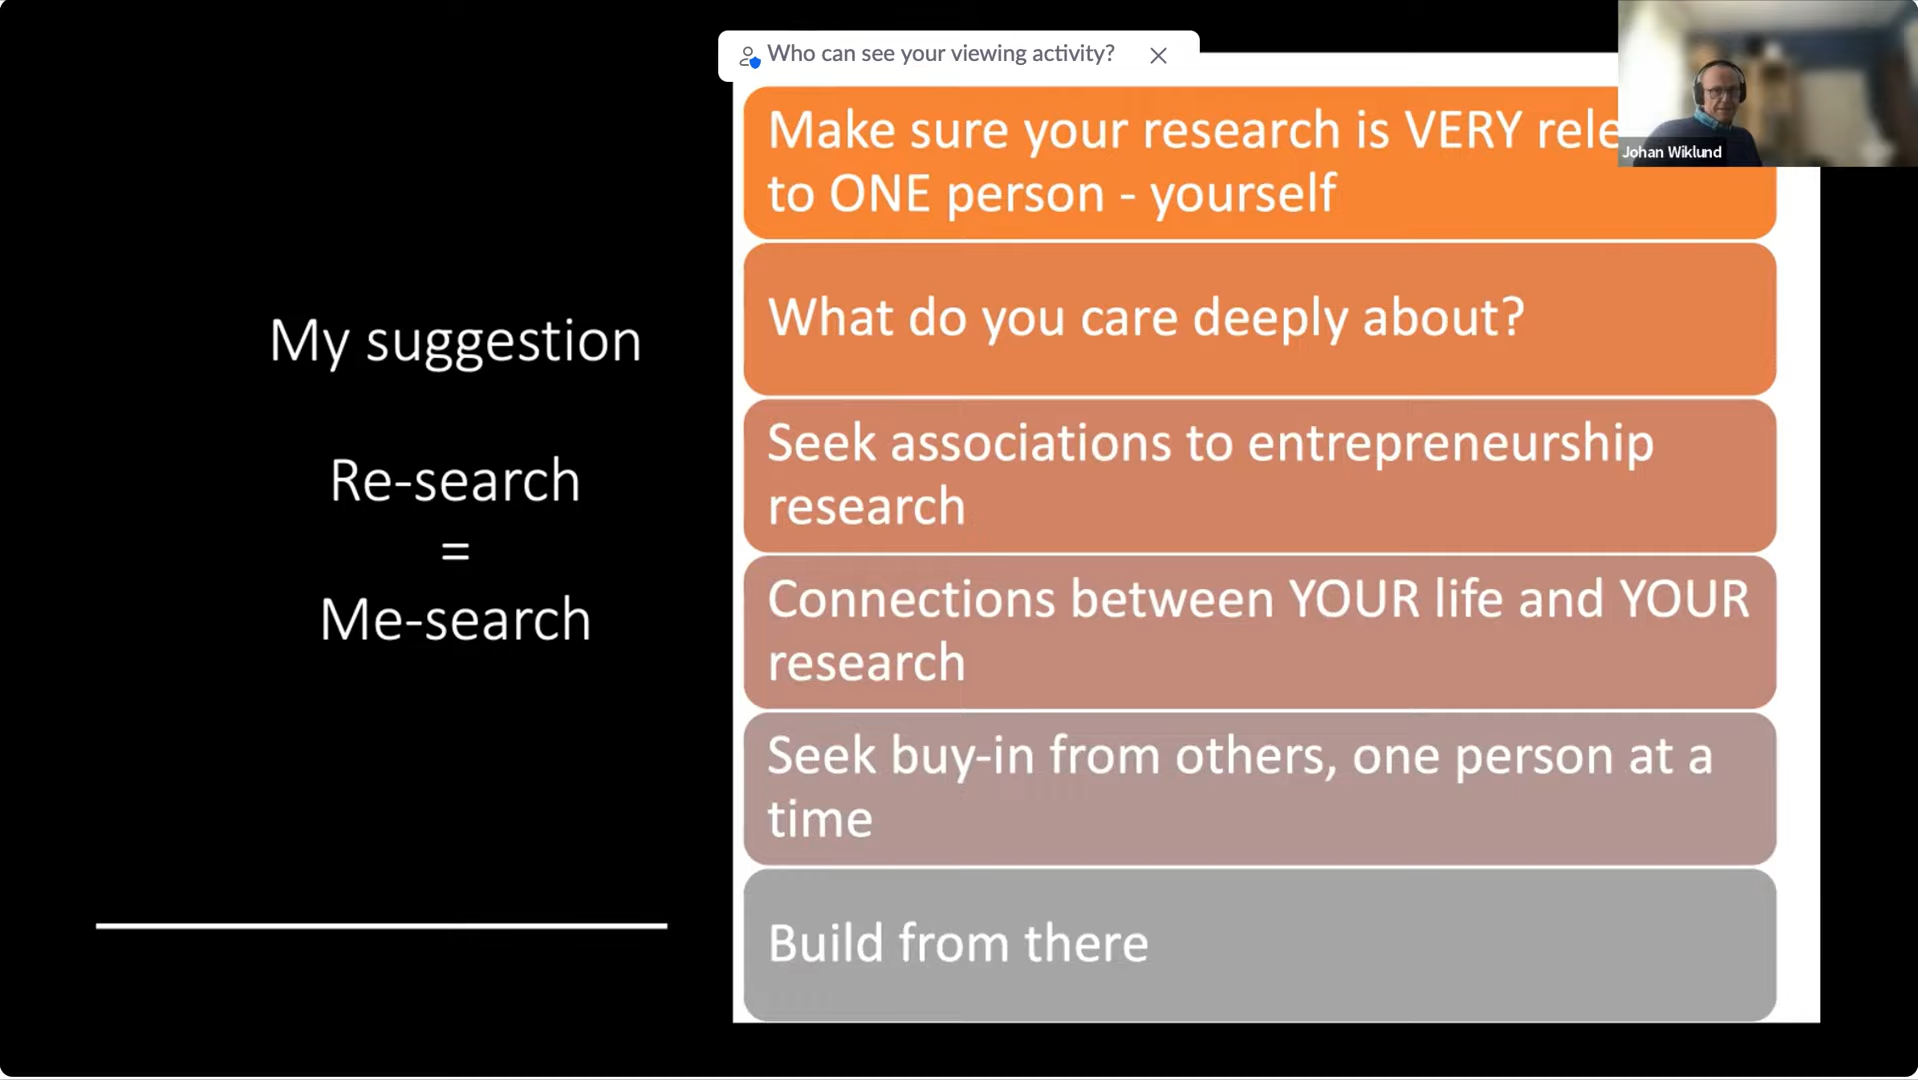 Who can see your viewing activity?
My suggestion
Re-search
=
Me-search
Make sure your research is VERY
to ONE person - yourself
What do you care deeply about?
Seek associations to entrepreneurship
research
Connections between YOUR life and YOUR
research
Seek buy-in from others, one person at a
time
Build from there
Johan Wiklund